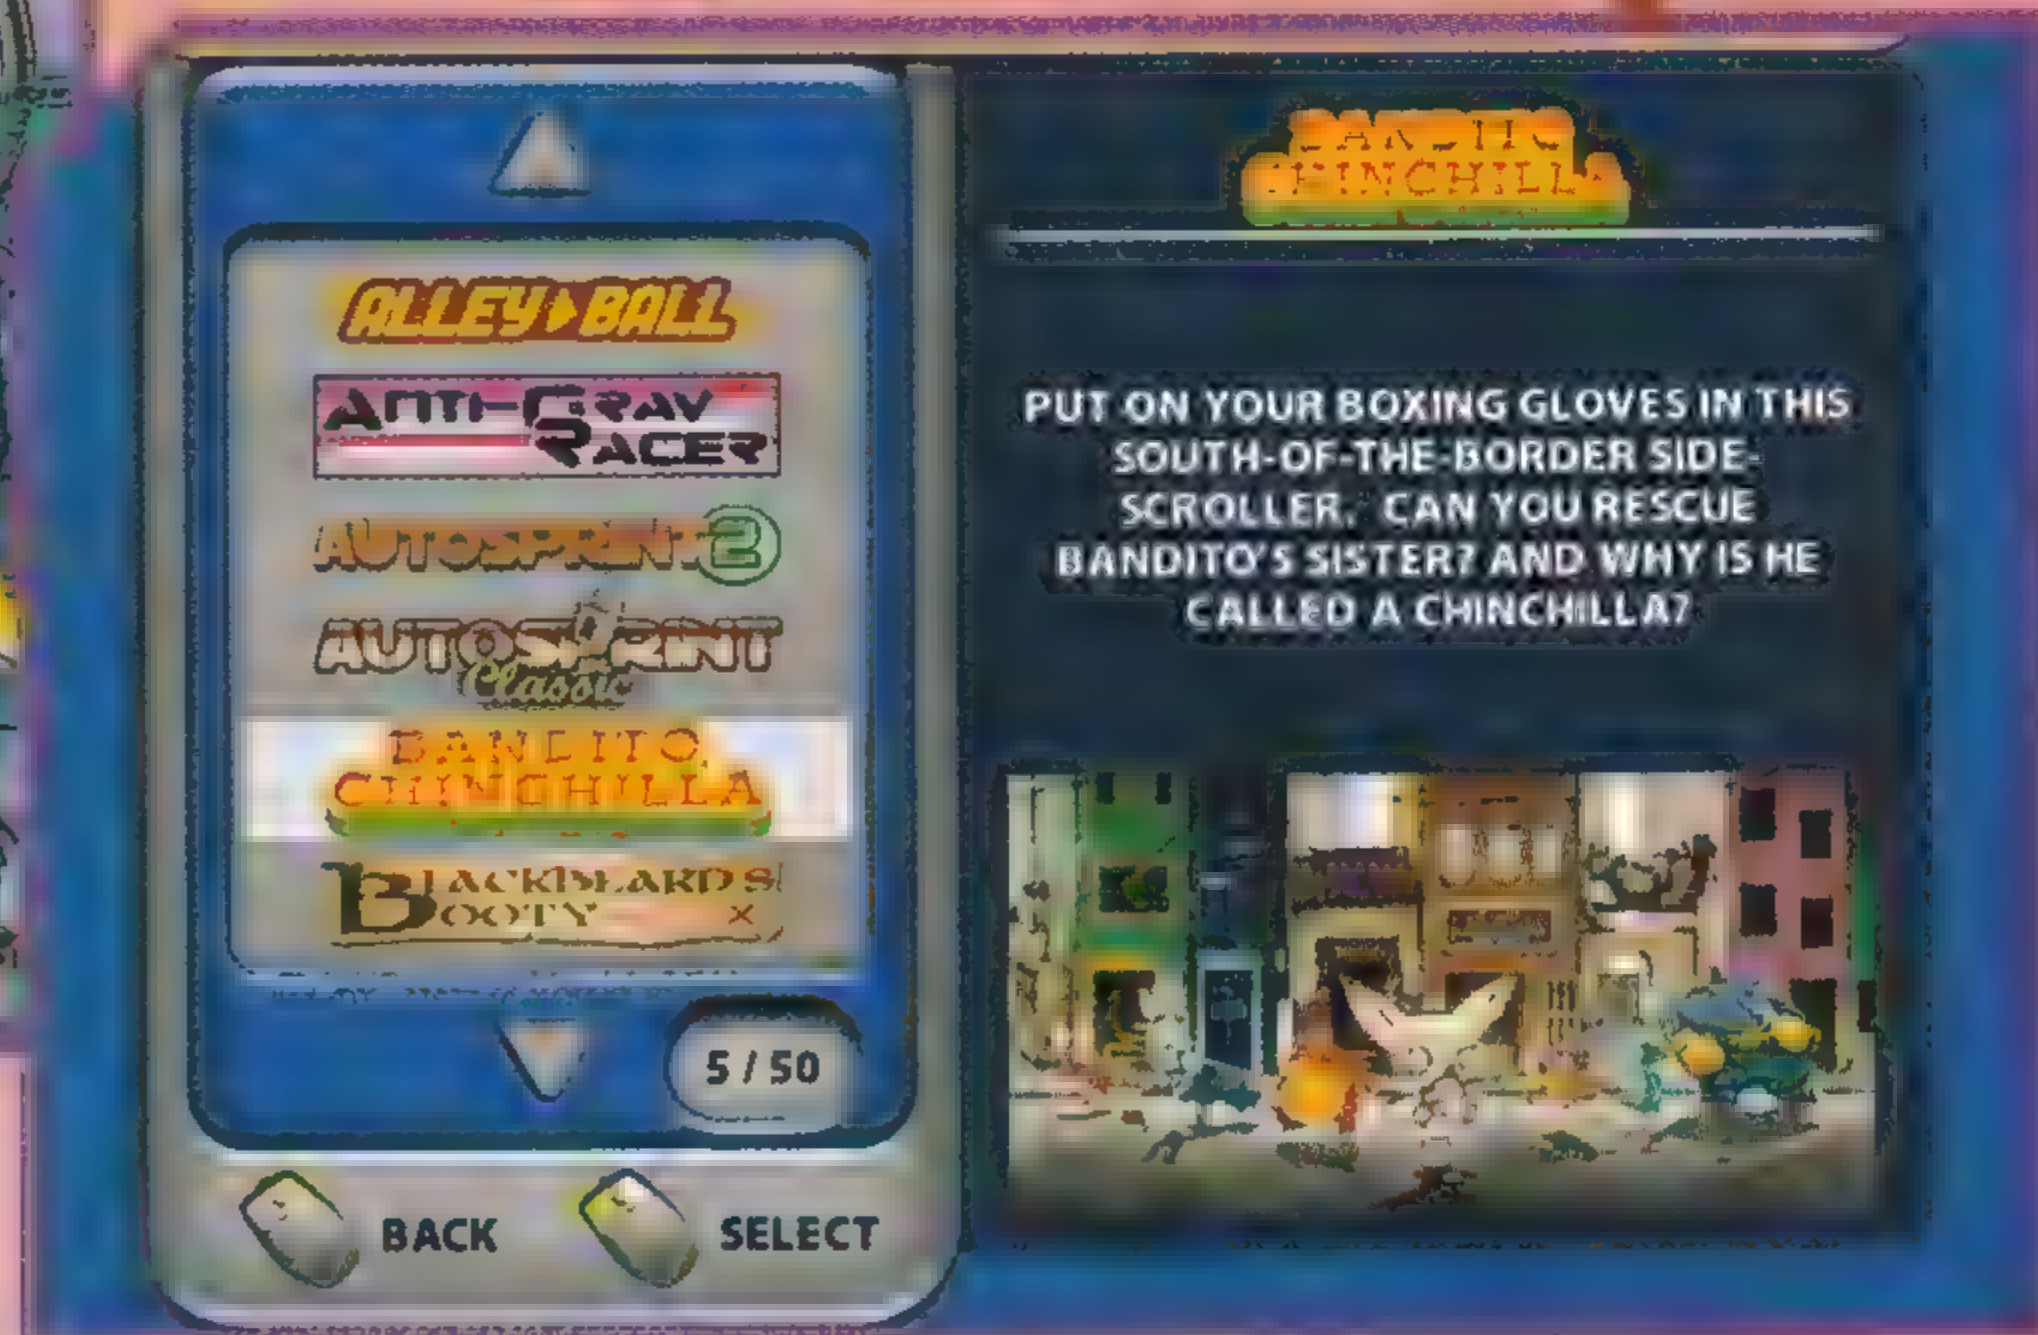 ALLEY BALL
ANTI-GRAV
RACER
AUTOSPRINT 2
AUTOSPRINT
Classic
BANDITO
CHINCHILLA
BLACKBEARD'S
BOOTY
5 / 50
BACK
SELECT
BANDITO
CHINCHILLA
PUT ON YOUR BOXING GLOVES IN THIS
SOUTH-OF-THE-BORDER SIDE-
SCROLLER. CAN YOU RESCUE
BANDITO'S SISTER? AND WHY IS HE
CALLED A CHINCHILLA?